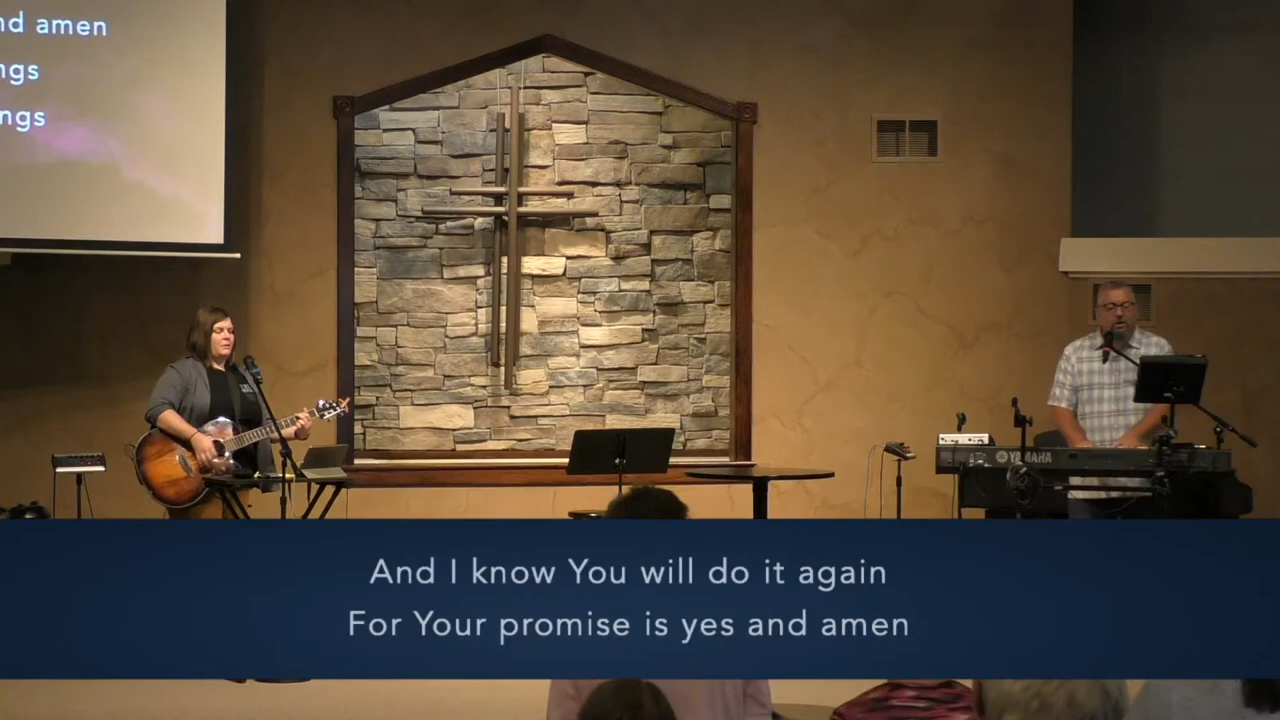 nd amen
ngs
ngs
YAMAHA
And I know You will do it again
For Your promise is yes and amen